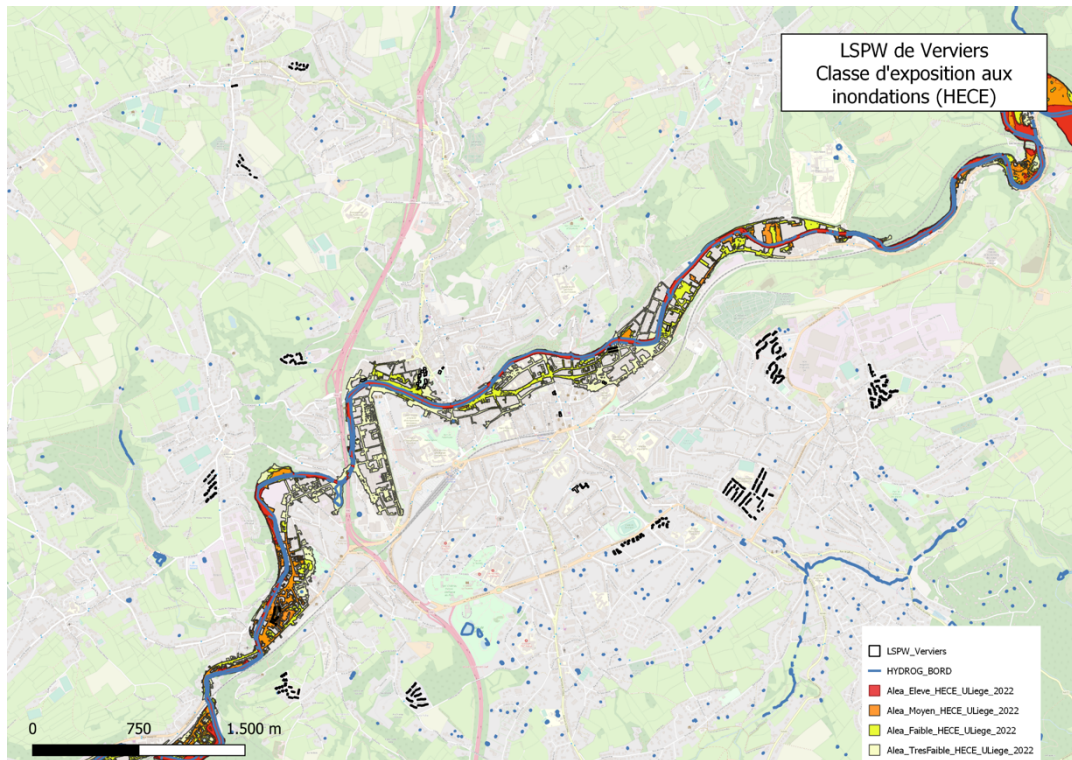 LSPW de Verviers
Classe d'exposition aux
inondations (HECE)
LSPW_Verviers
HYDROG_BORD
Alea_Eleve_HECE_ULiege_2022
Alea_Moyen_HECE_ULiege_2022
Alea_Faible_HECE_ULiege_2022
Alea_TresFaible_HECE_ULiege_2022
0 750 1.500 m